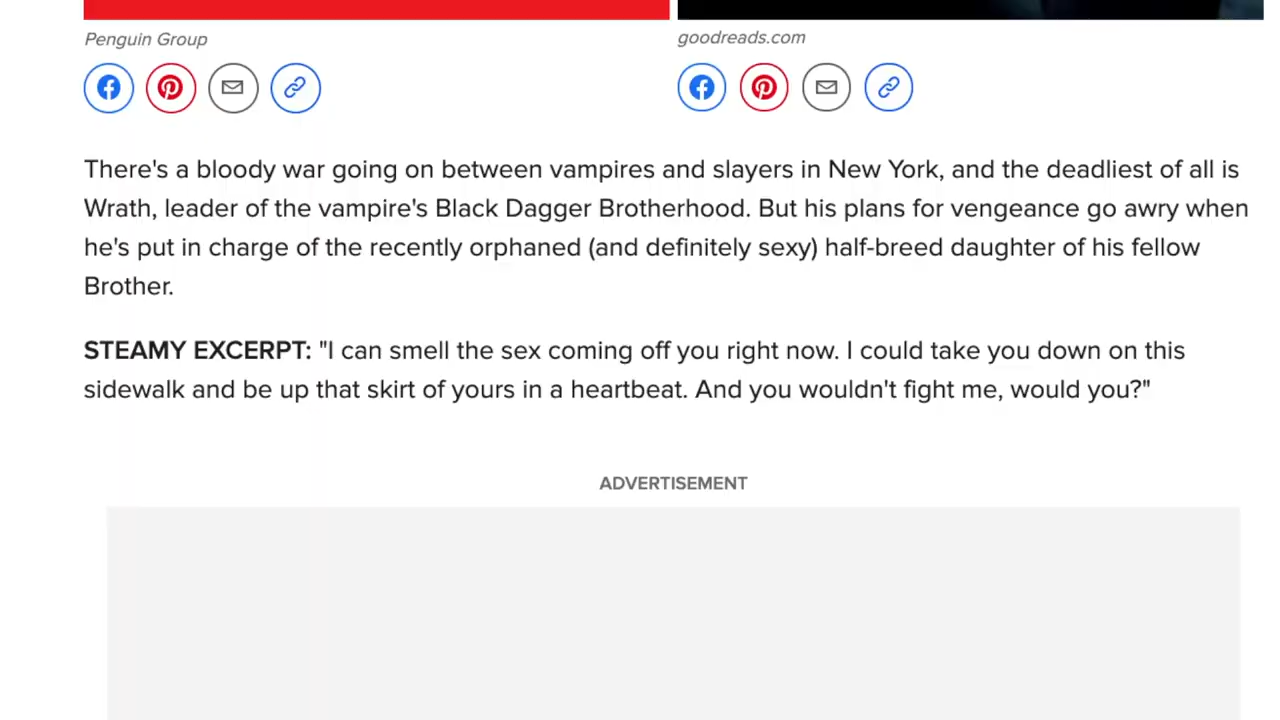 Penguin Group
goodreads.com
There's a bloody war going on between vampires and slayers in New York, and the deadliest of all is
Wrath, leader of the vampire's Black Dagger Brotherhood. But his plans for vengeance go awry when
he's put in charge of the recently orphaned (and definitely sexy) half-breed daughter of his fellow
Brother.
STEAMY EXCERPT: "I can smell the sex coming off you right now. I could take you down on this
sidewalk and be up that skirt of yours in a heartbeat. And you wouldn't fight me, would you?"
ADVERTISEMENT